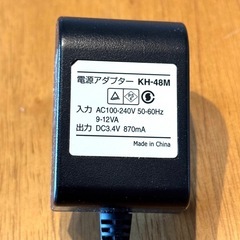 電源アダプター KH-48M
入力 AC100-240V 50-60Hz
9-12VA
出力 DC3.4V 870mA
Made in China